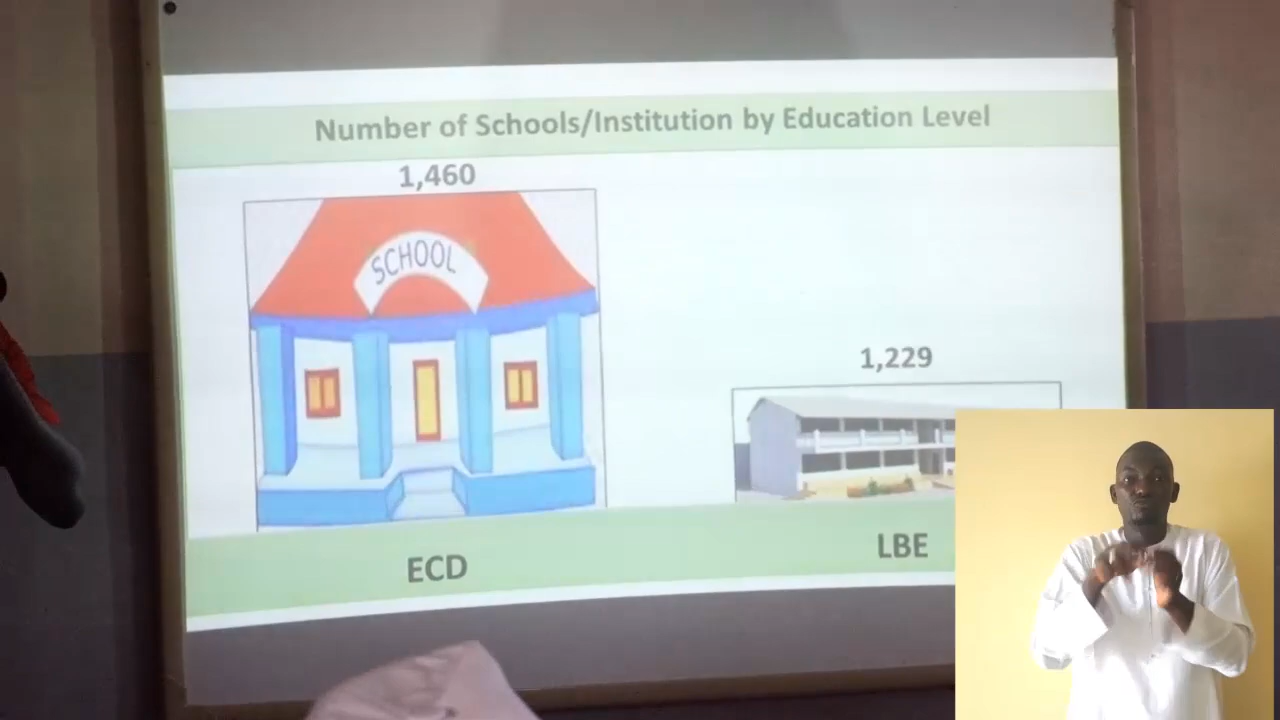 Number of Schools/Institution by Education Level
1,460
SCHOOL
1,229
ECD
LBE